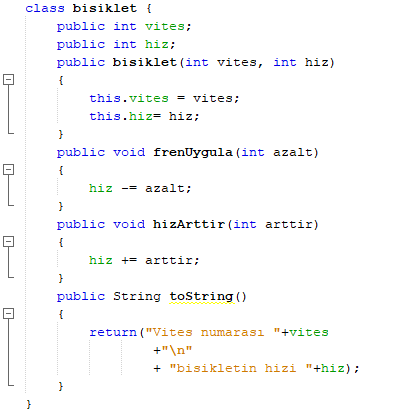 class bisiklet {
public int vites;
public int hiz;
public bisiklet(int vites, int hiz)
{
this.vites = vites;
this.hiz= hiz;
}
public void frenUygula(int azalt)
{
hiz -= azalt;
}
public void hizArttir(int arttir)
{
hiz += arttir;
}
public String toString()
{
return("Vites numarası "+vites
+"\n"
+ "bisikletin hizi "+hiz);
}
}